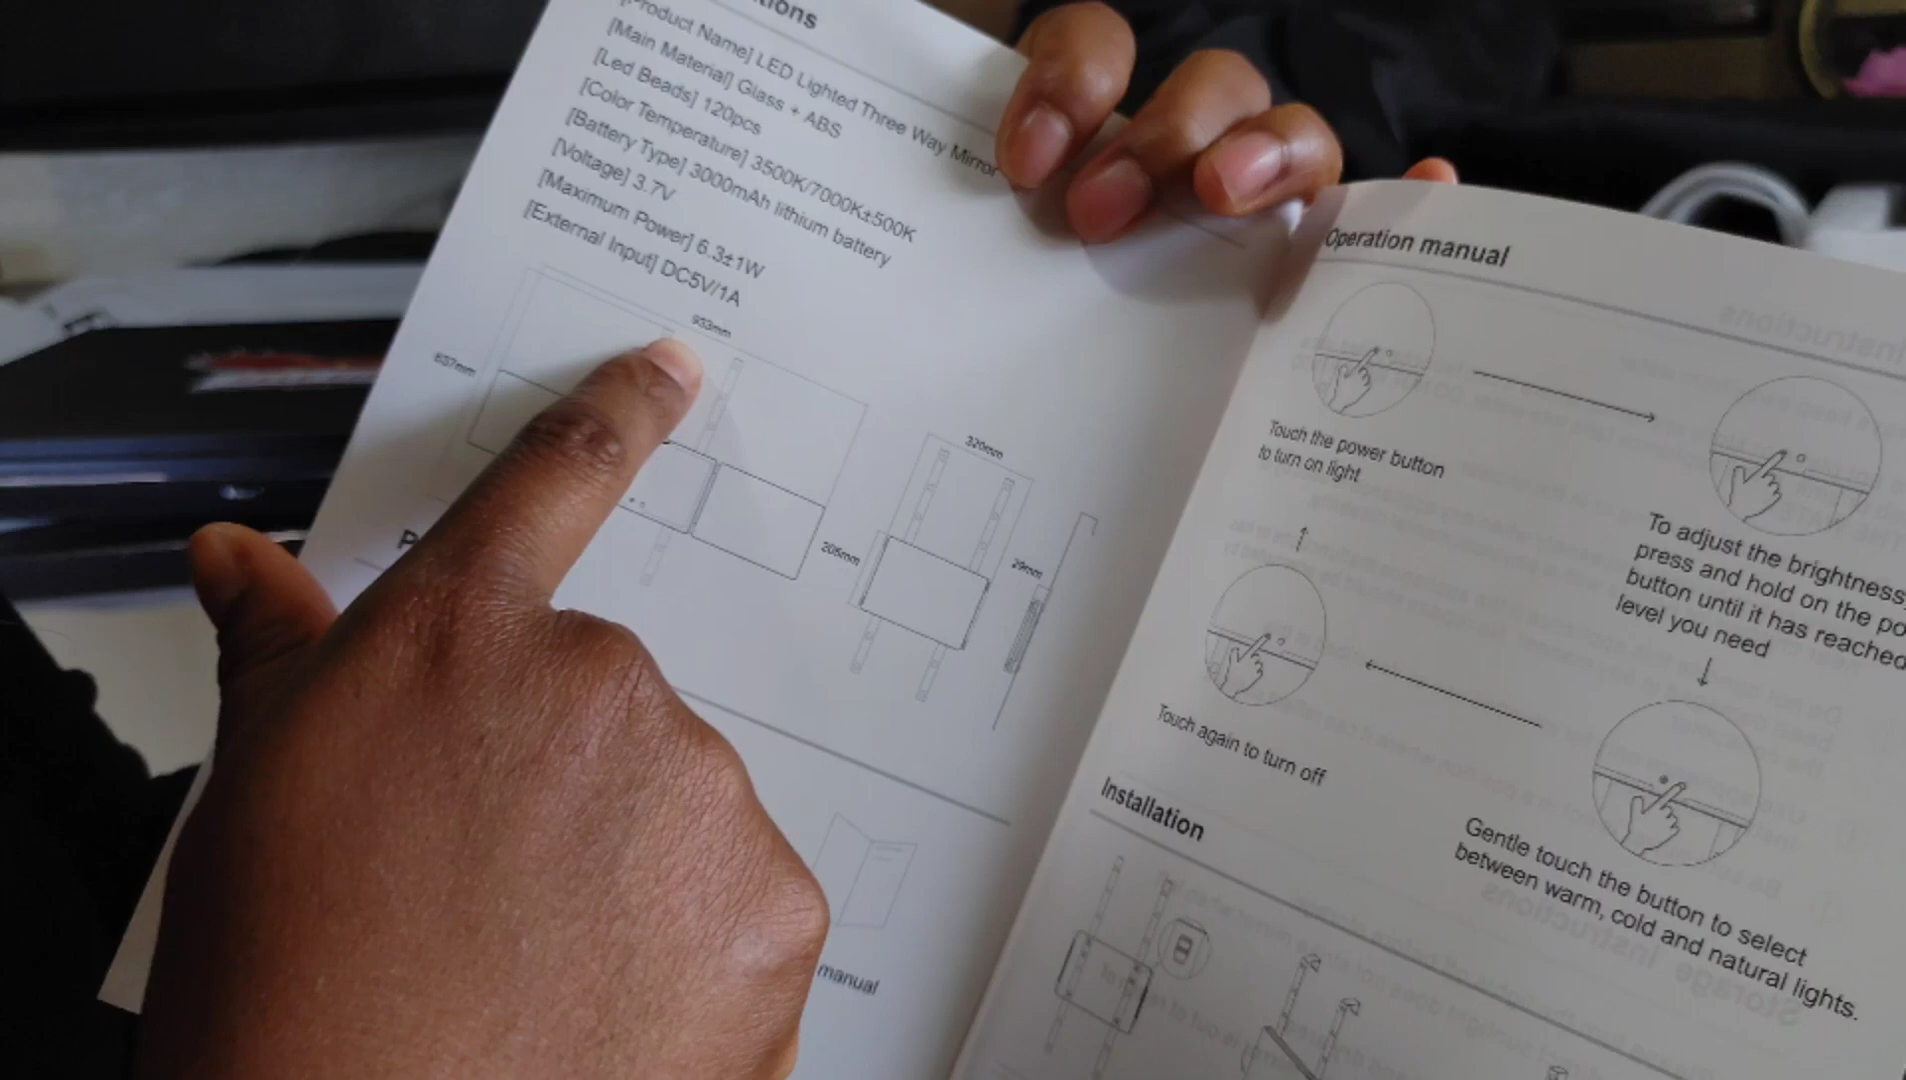 [Product Name] LED Lighted Three Way Mirror
[Main Material] Glass + ABS
[Led Beads] 120pcs
[Color Temperature] 3500K/7000K±500K
[Battery Type] 3000mAh lithium battery
[Voltage] 3.7V
[Maximum Power] 6.3±1W
[External Input] DC5V/1A
933mm
320mm
29mm
manual
Operation manual
Touch the power button
to turn on light
To adjust the brightness,
press and hold on the
button until it has reached
level you need
Touch again to turn off
Gentle touch the button to select
between warm, cold and natural lights.
Installation